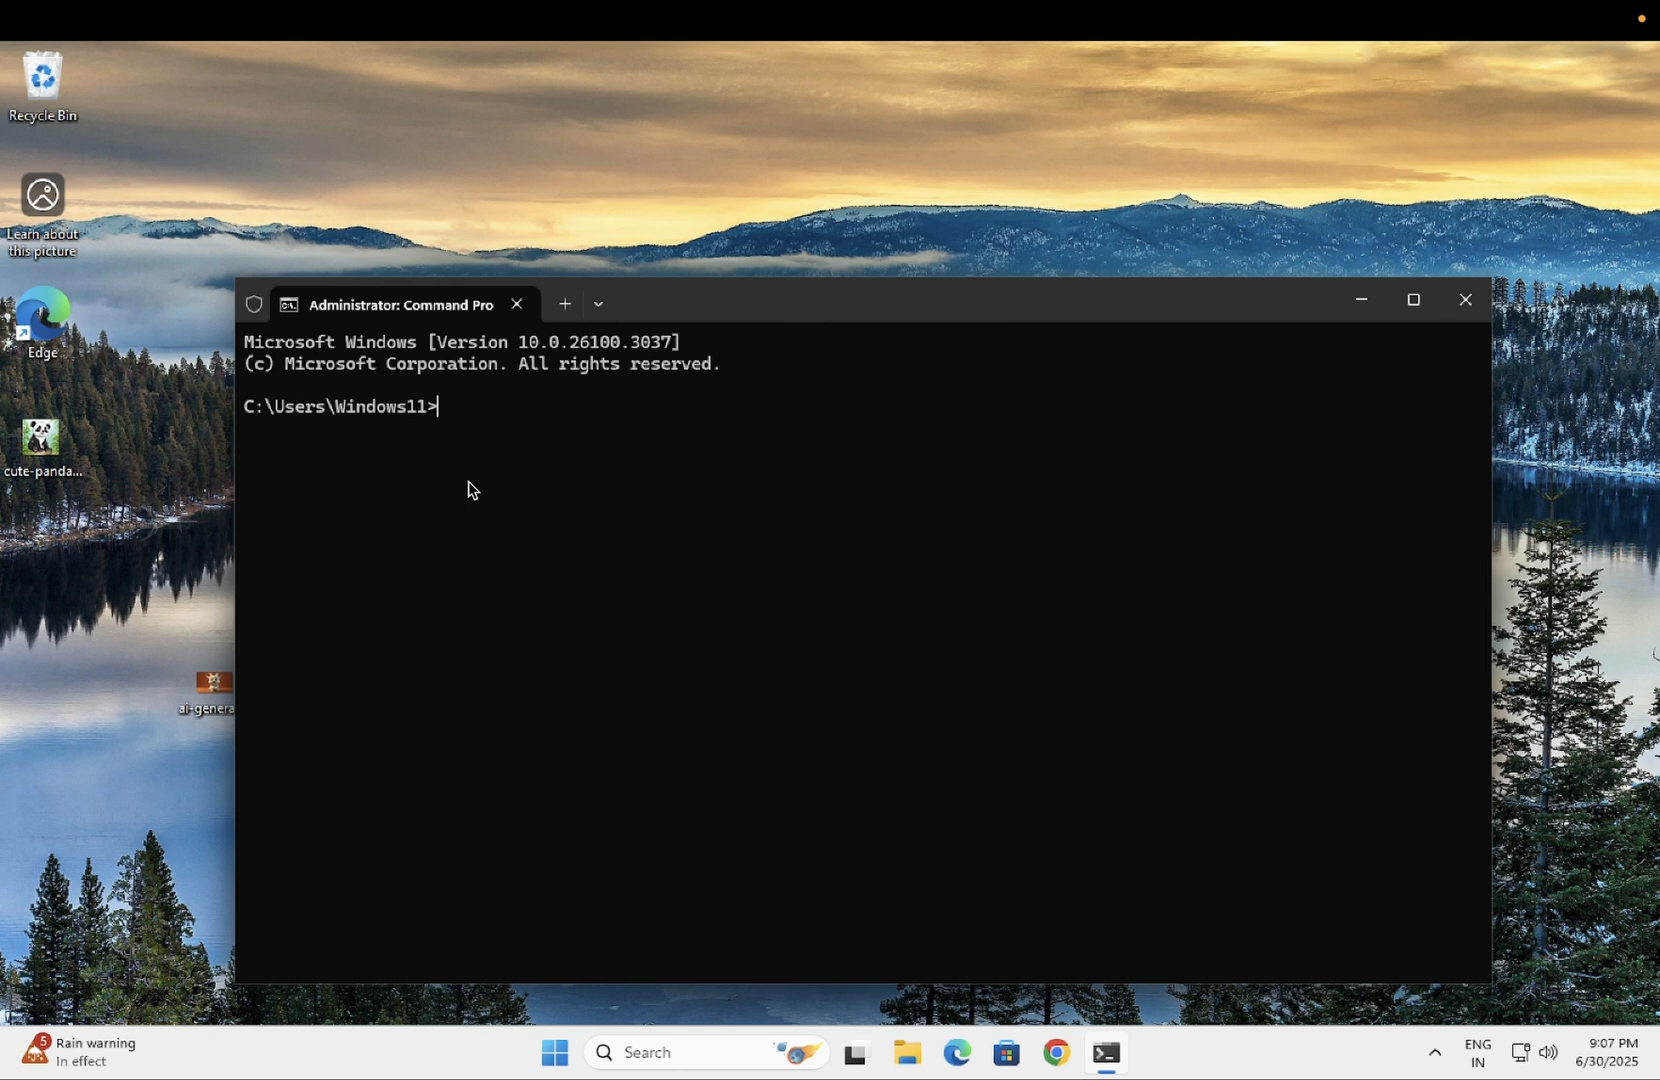 Recycle Bin
Learn about
this picture
Edge
cute-panda...
ai-genera
Administrator: Command Pro
Microsoft Windows [Version 10.0.26100.3037]
(c) Microsoft Corporation. All rights reserved.
C:\Users\Windows11>
5
Rain warning
In effect
Search
ENG
IN
9:07 PM
6/30/2025